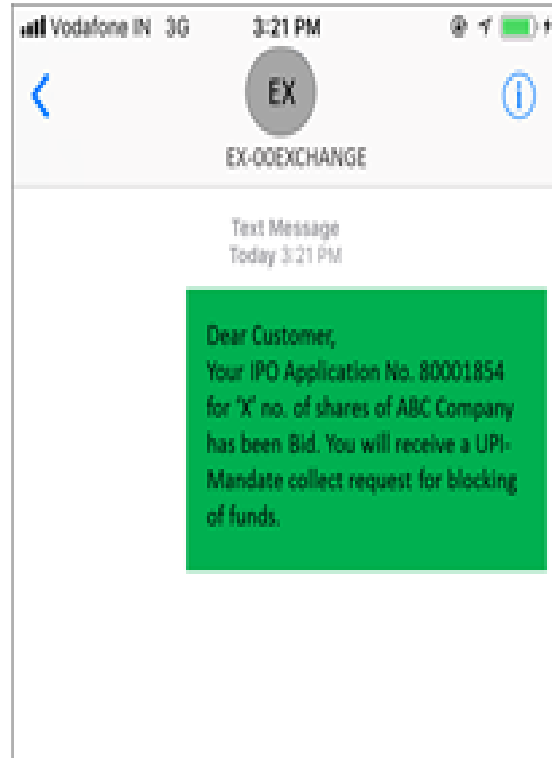 Vodafone IN 3G 3:21 PM
EX
EX-00EXCHANGE
Text Message
Today 3:21 PM
Dear Customer,
Your IPO Application No. 80001854
for 'X' no. of shares of ABC Company
has been Bid. You will receive a UPI-
Mandate collect request for blocking
of funds.